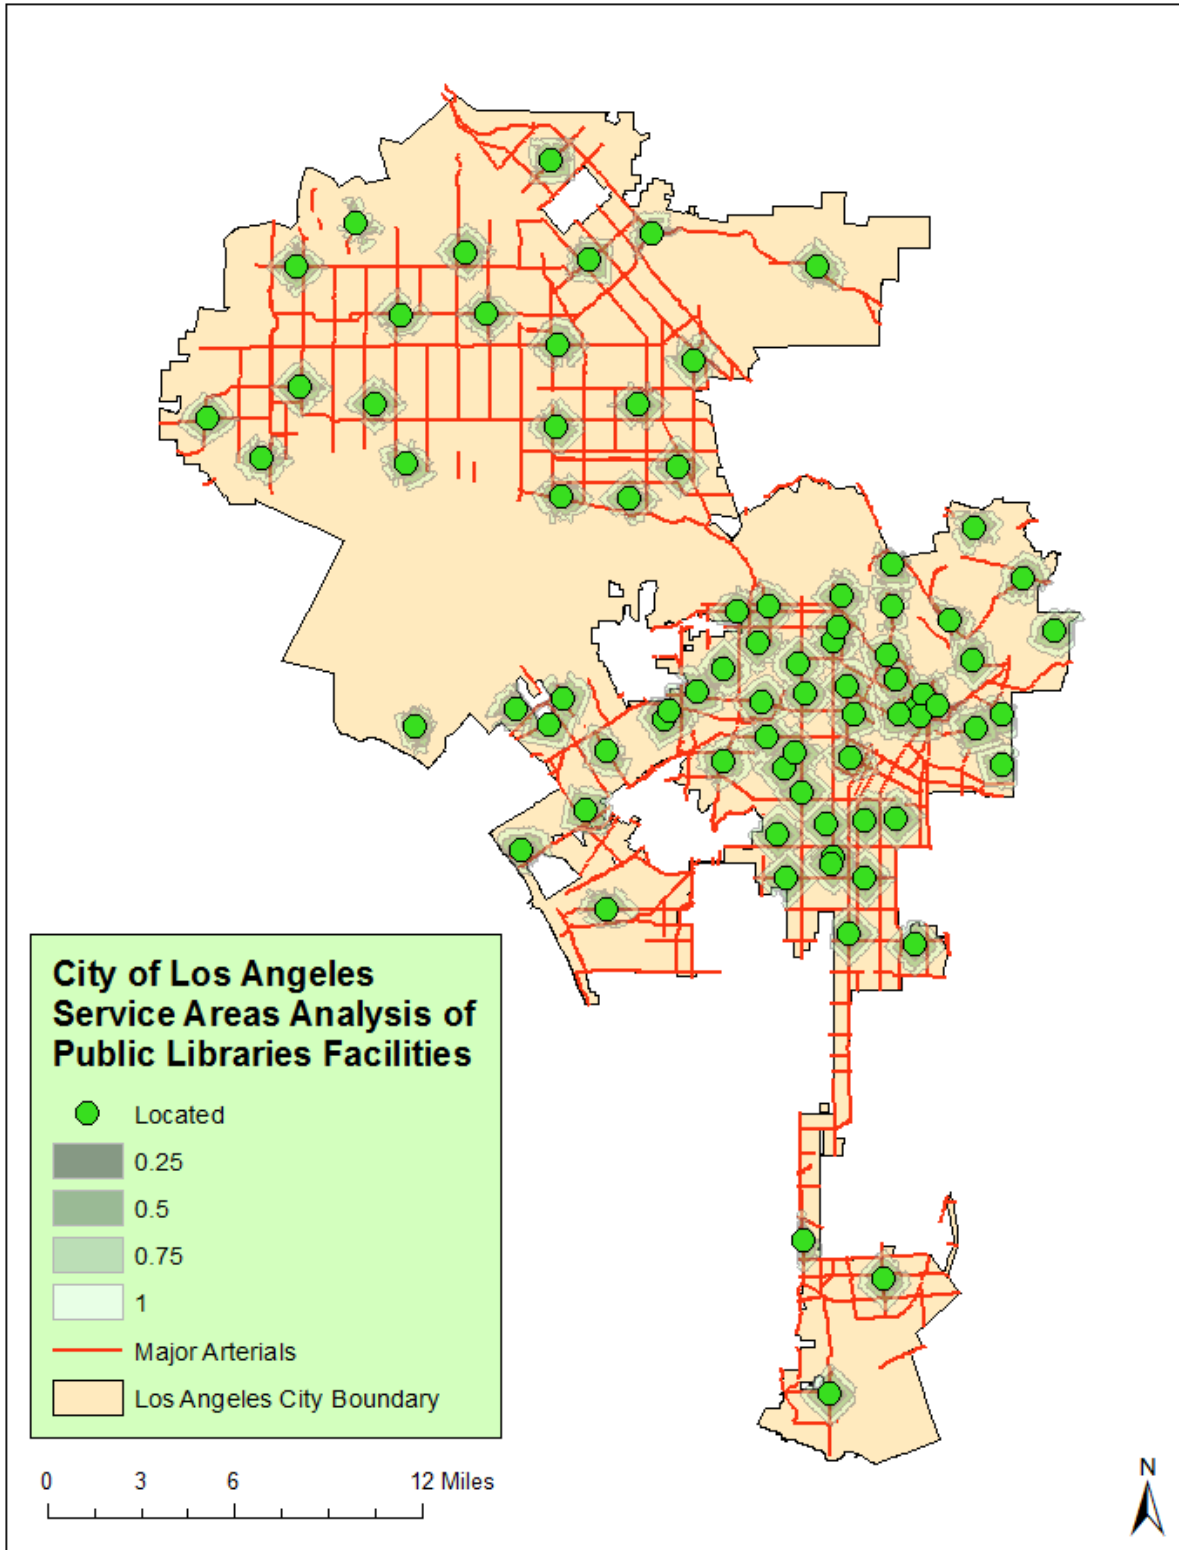 City of Los Angeles
Service Areas Analysis of
Public Libraries Facilities
Located
0.25
0.5
0.75
1
Major Arterials
Los Angeles City Boundary
0 3 6 12 Miles
N